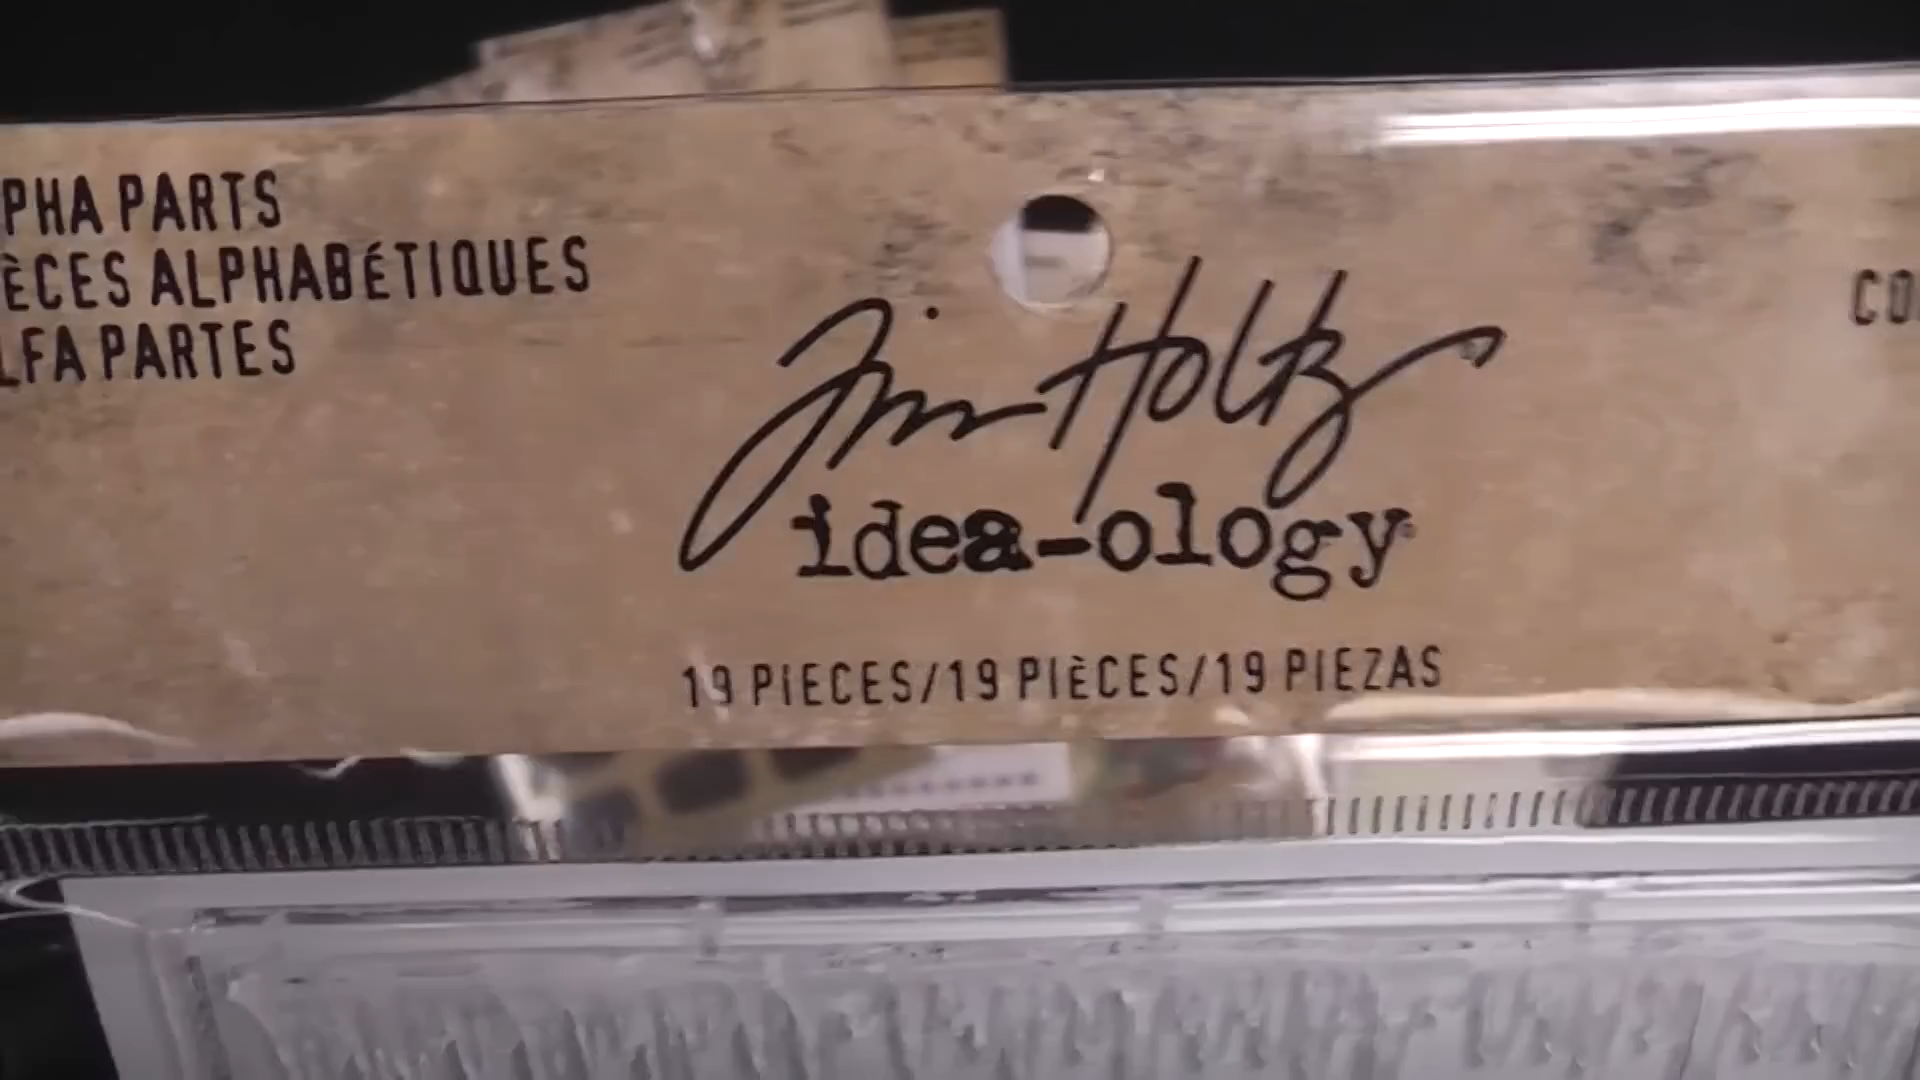 PHA PARTS
ÈCES ALPHABÉTIQUES
LFA PARTES
CO
Tim Holtz
idea-ology
19 PIECES/19 PIÈCES/19 PIEZAS